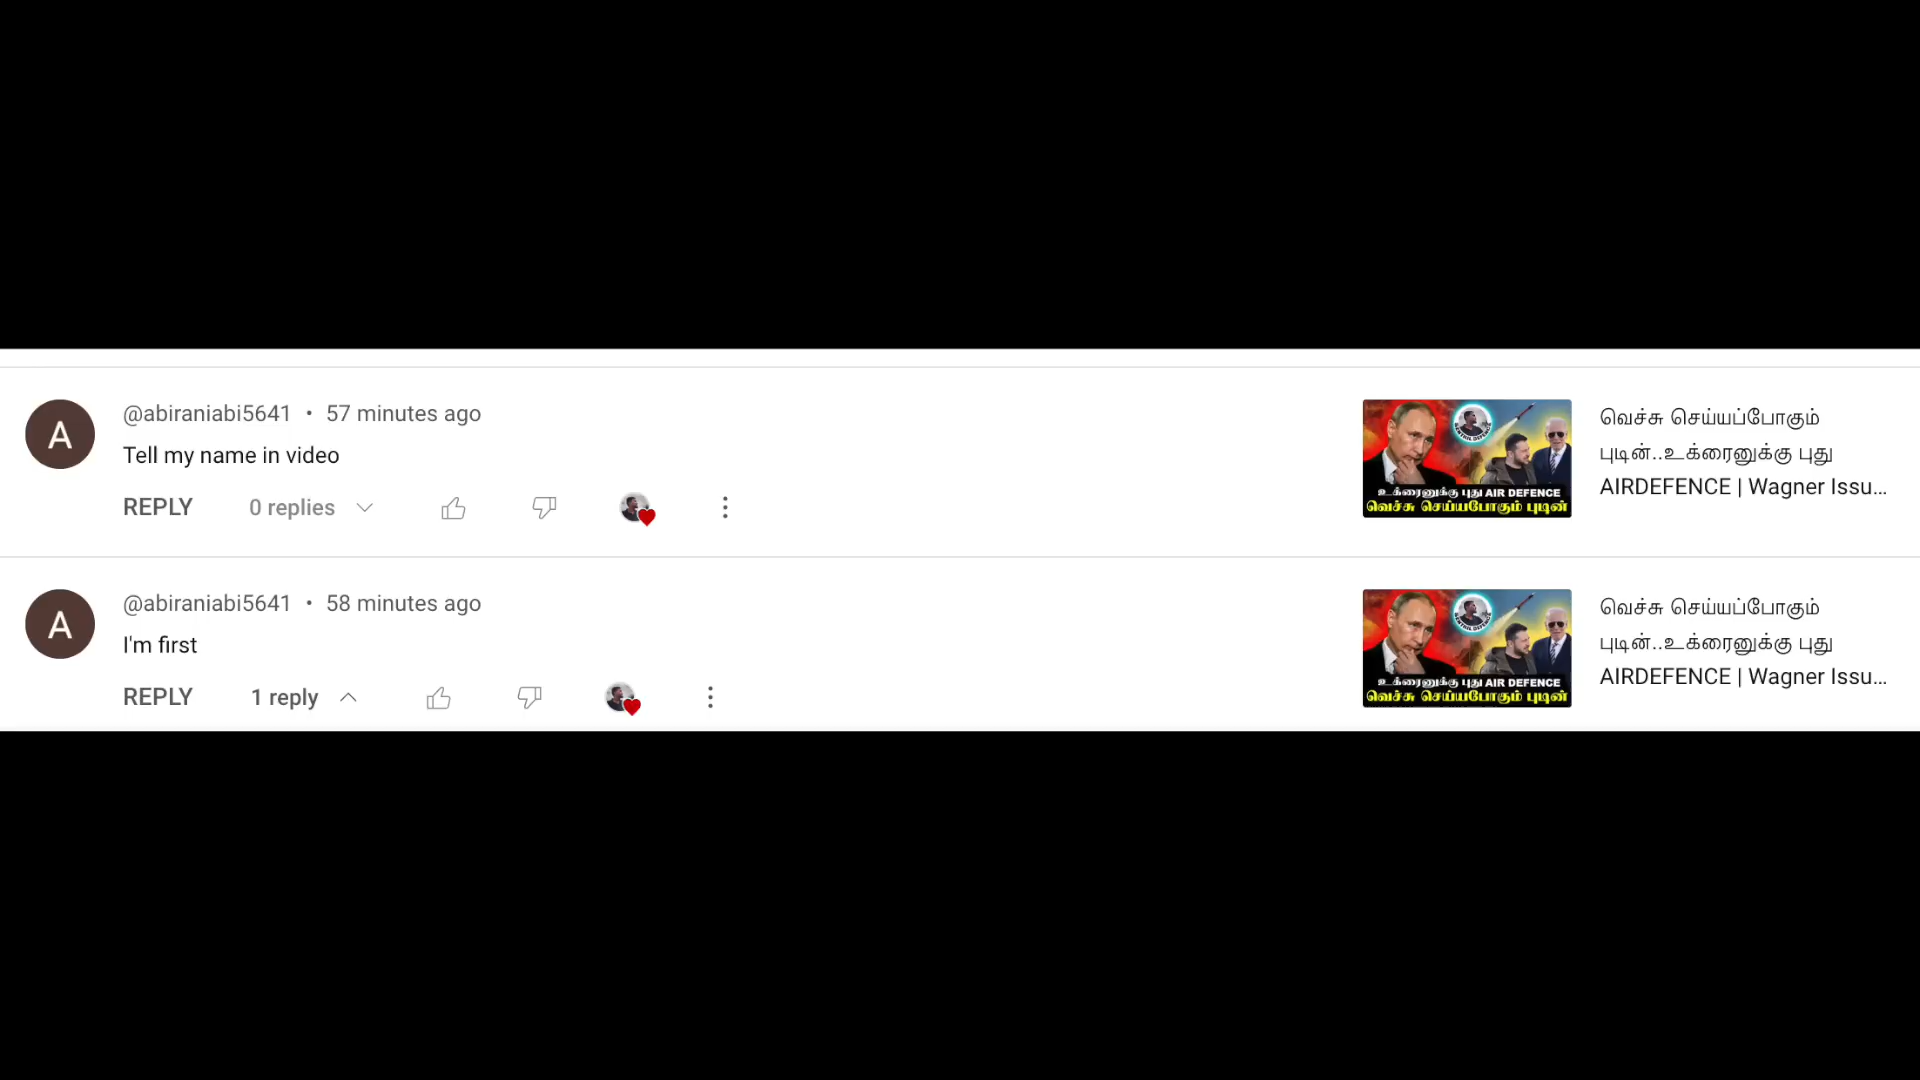 A
@abiraniabi5641 • 57 minutes ago
Tell my name in video
REPLY 0 replies
உக்ரைனுக்கு புது AIR DEFENCE
வெச்சு செய்யபோகும் புடின்
வெச்சு செய்யப்போகும்
புடின்..உக்ரைனுக்கு புது
AIRDEFENCE | Wagner Issu...
A
@abiraniabi5641 • 58 minutes ago
I'm first
REPLY 1 reply
உக்ரைனுக்கு புது AIR DEFENCE
வெச்சு செய்யபோகும் புடின்
வெச்சு செய்யப்போகும்
புடின்..உக்ரைனுக்கு புது
AIRDEFENCE | Wagner Issu...